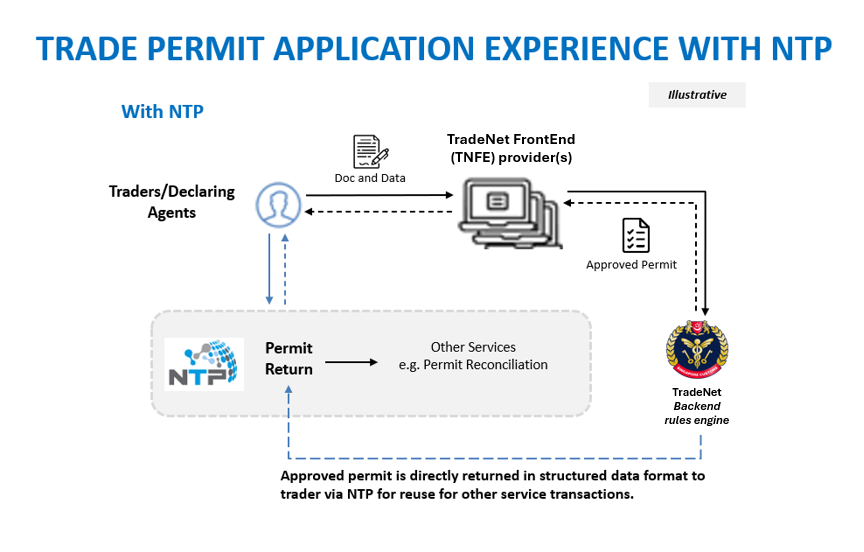 TRADE PERMIT APPLICATION EXPERIENCE WITH NTP
Illustrative
With NTP
TradeNet FrontEnd
(TNFE) provider(s)
Doc and Data
Traders/Declaring
Agents
Approved Permit
NTP
Permit
Return
Other Services
e.g. Permit Reconciliation
SINGAPORE CUSTOMS
TradeNet
Backend
rules engine
Approved permit is directly returned in structured data format to
trader via NTP for reuse for other service transactions.